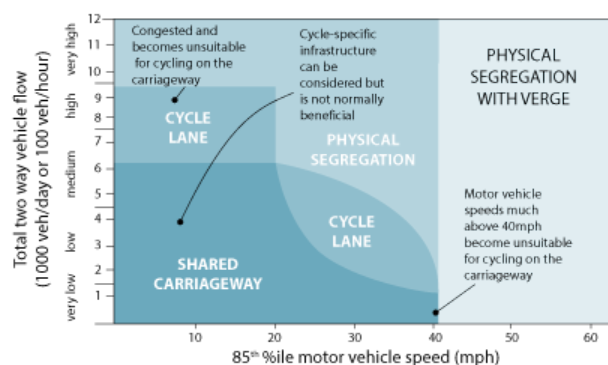 Total two way vehicle flow
(1000 veh/day or 100 veh/hour)
very high
high
medium
low
very low
12
11
10
9
8
7
6
5
4
3
2
1
Congested and
becomes unsuitable
for cycling on the
carriageway
Cycle-specific
infrastructure
can be
considered but
is not normally
beneficial
PHYSICAL
SEGREGATION
WITH VERGE
CYCLE
LANE
PHYSICAL
SEGREGATION
CYCLE
LANE
Motor vehicle
speeds much
above 40mph
become unsuitable
for cycling on the
carriageway
SHARED
CARRIAGEWAY
10
20
30
40
50
60
85th %ile motor vehicle speed (mph)